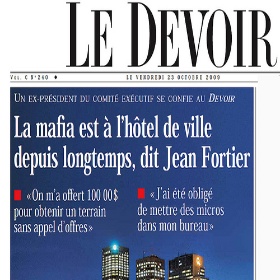 LE DEVOIR
VOL. C Nº 240 ♦ LE VENDREDI 23 OCTOBRE 2009
UN EX-PRÉSIDENT DU COMITÉ EXÉCUTIF SE CONFIE AU DEVOIR
La mafia est à l'hôtel de ville
depuis longtemps, dit Jean Fortier
■ «On m'a offert 100 00$
pour obtenir un terrain
sans appel d'offres»
■ «J'ai été obligé
de mettre des micros
dans mon bureau»